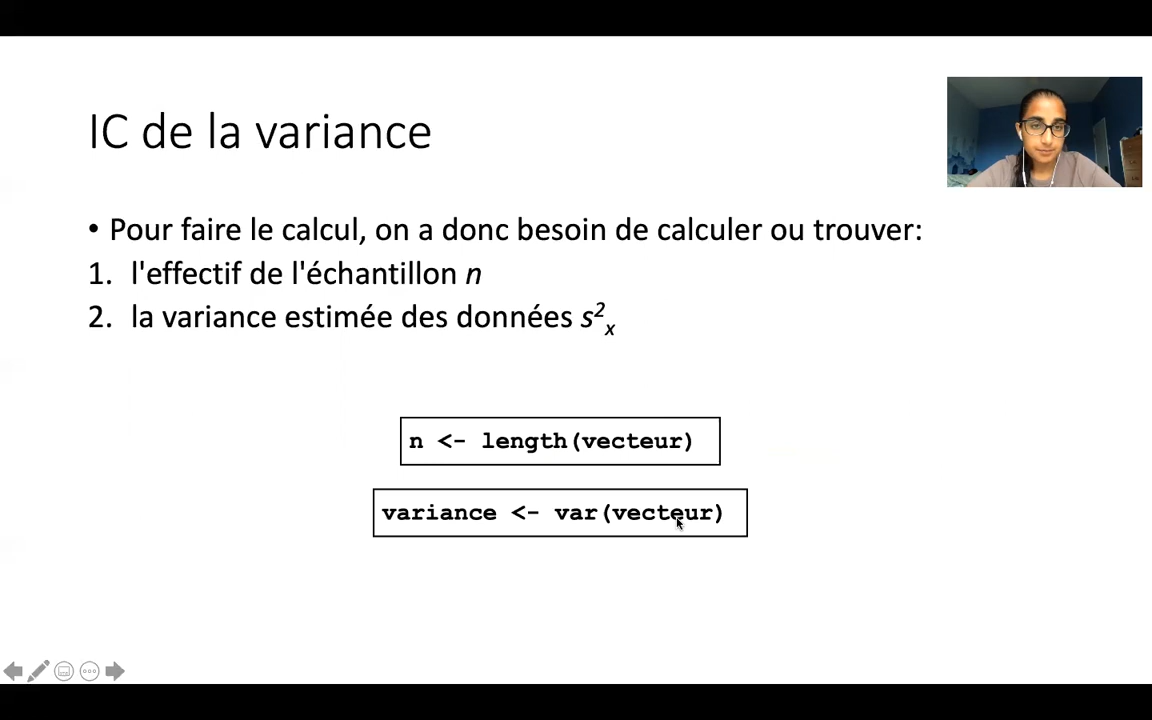 IC de la variance
• Pour faire le calcul, on a donc besoin de calculer ou trouver:
1. l'effectif de l'échantillon n
2. la variance estimée des données s²ₓ
n <- length(vecteur)
variance <- var(vecteur)